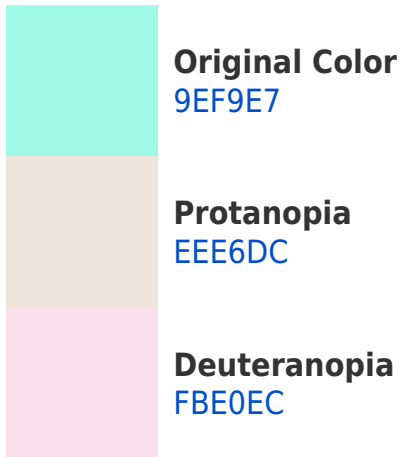 Original Color
9EF9E7
Protanopia
EEE6DC
Deuteranopia
FBE0EC